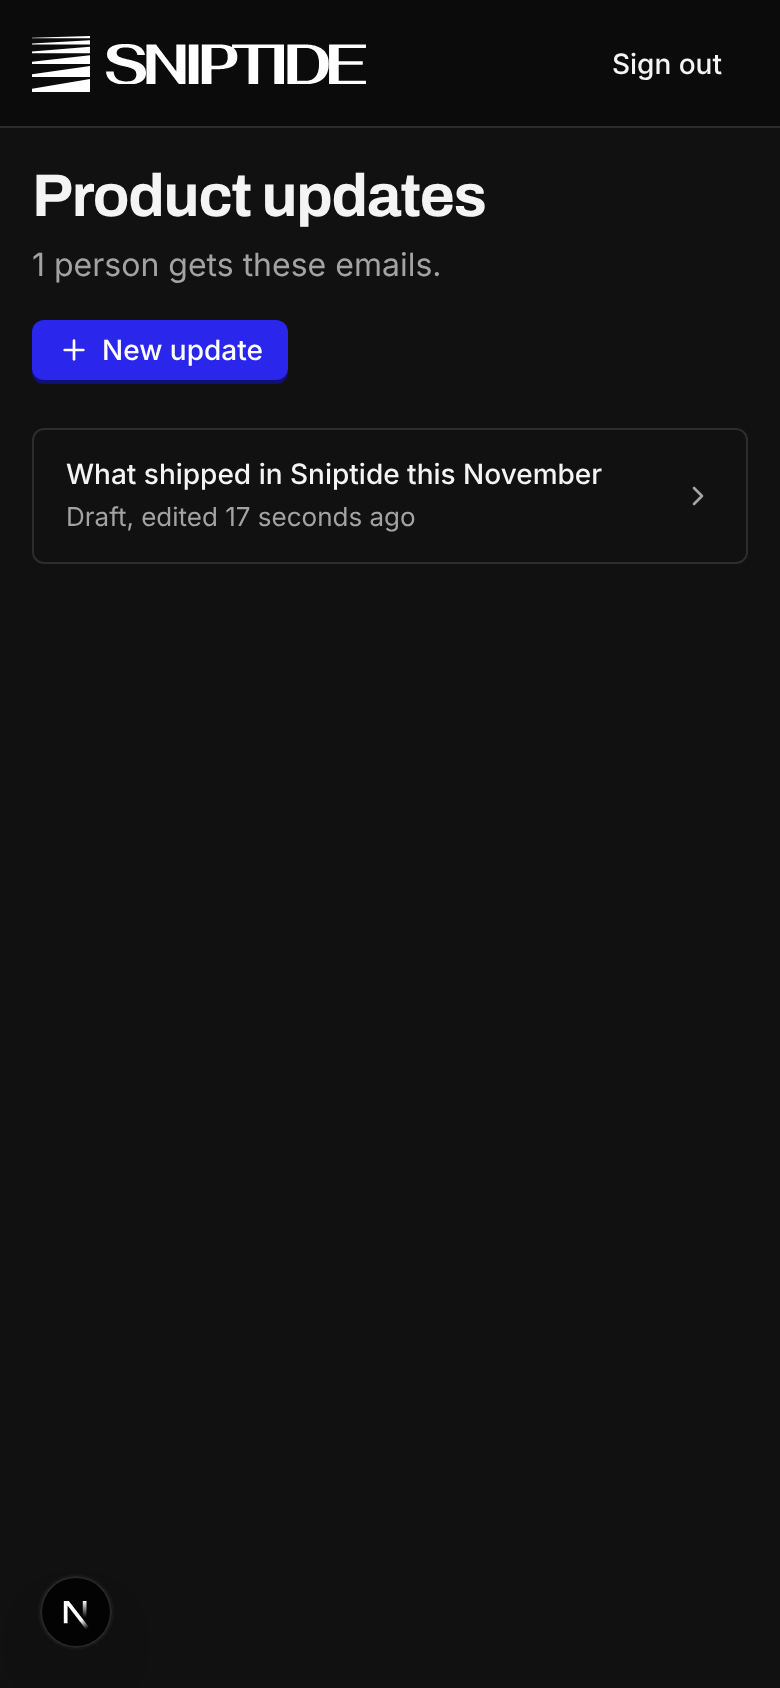 SNIPTIDE
Sign out
Product updates
1 person gets these emails.
New update
What shipped in Sniptide this November
Draft, edited 17 seconds ago
N